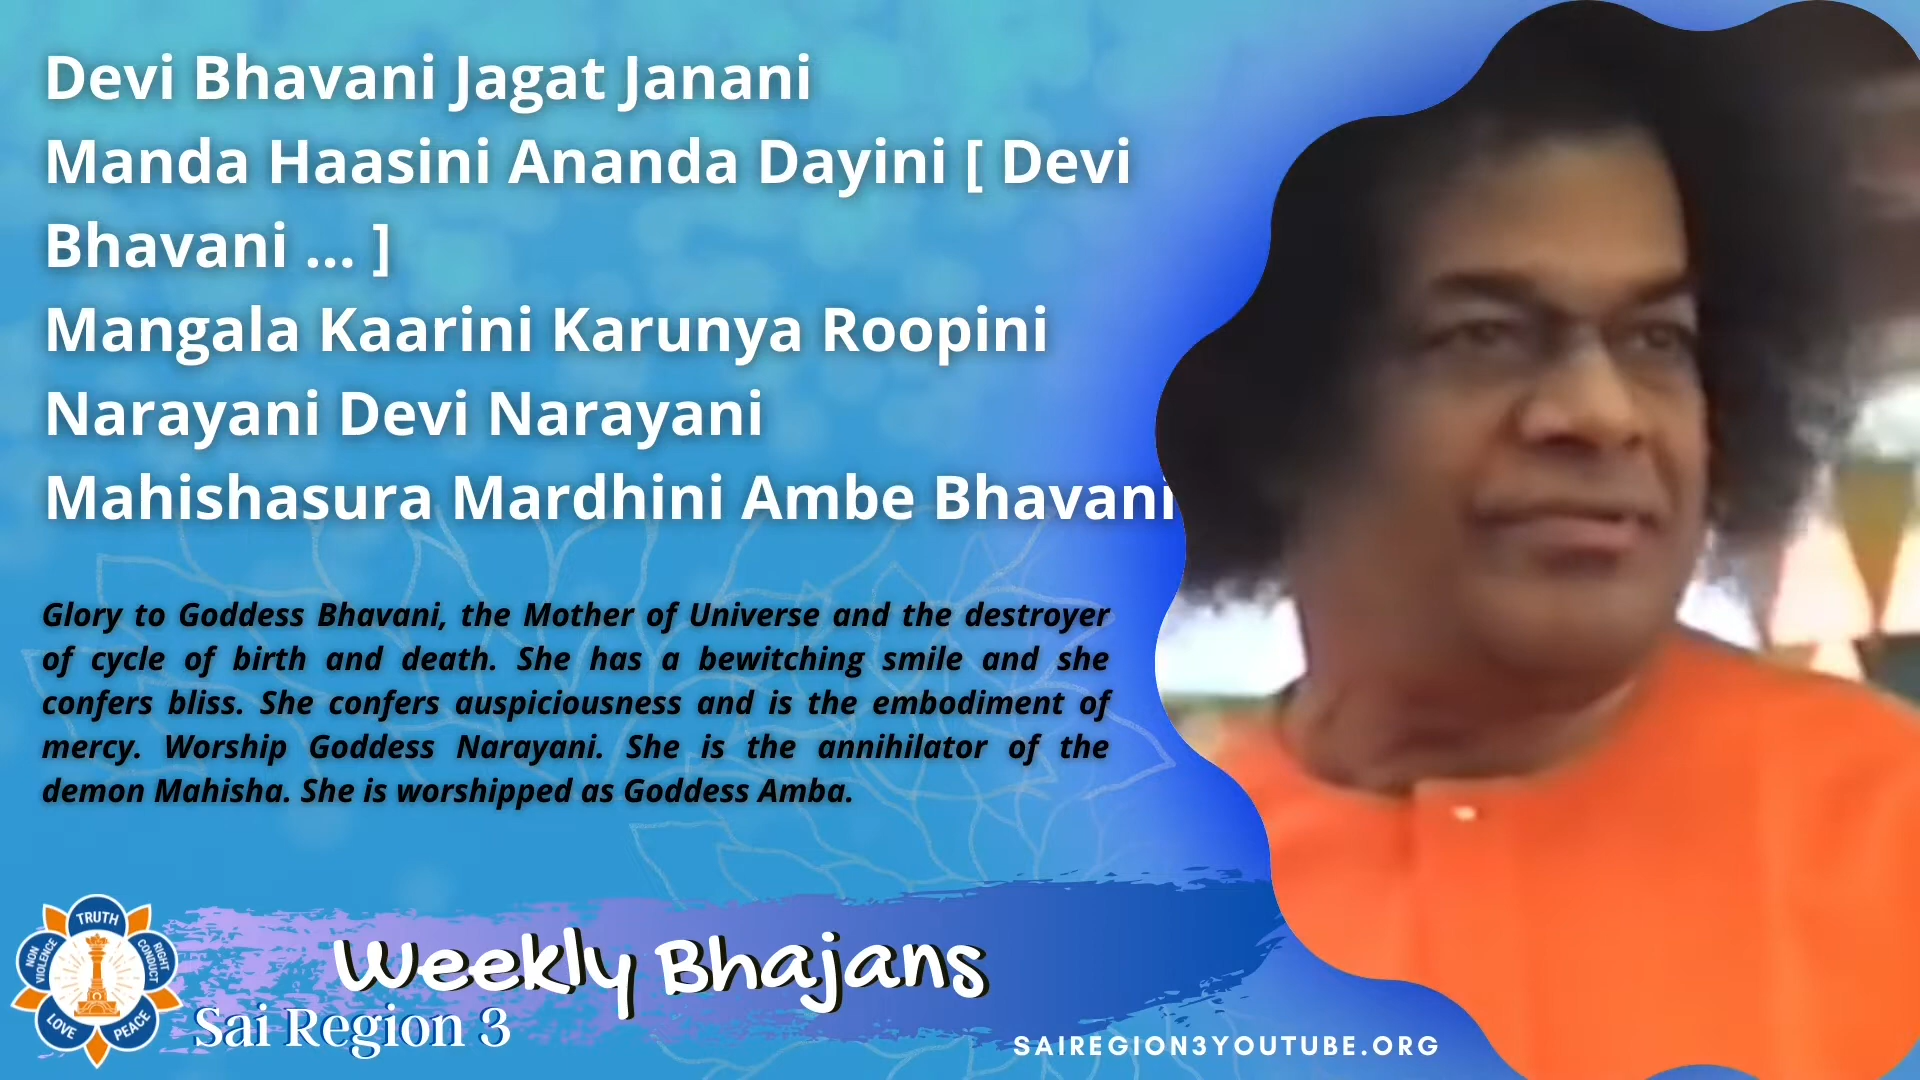 Devi Bhavani Jagat Janani
Manda Haasini Ananda Dayini [ Devi
Bhavani ... ]
Mangala Kaarini Karunya Roopini
Narayani Devi Narayani
Mahishasura Mardhini Ambe Bhavani
Glory to Goddess Bhavani, the Mother of Universe and the destroyer
of cycle of birth and death. She has a bewitching smile and she
confers bliss. She confers auspiciousness and is the embodiment of
mercy. Worship Goddess Narayani. She is the annihilator of the
demon Mahisha. She is worshipped as Goddess Amba.
TRUTH
NON VIOLENCE
RIGHT CONDUCT
LOVE
PEACE
Weekly Bhajans
Sai Region 3
SAIREGION3YOUTUBE.ORG